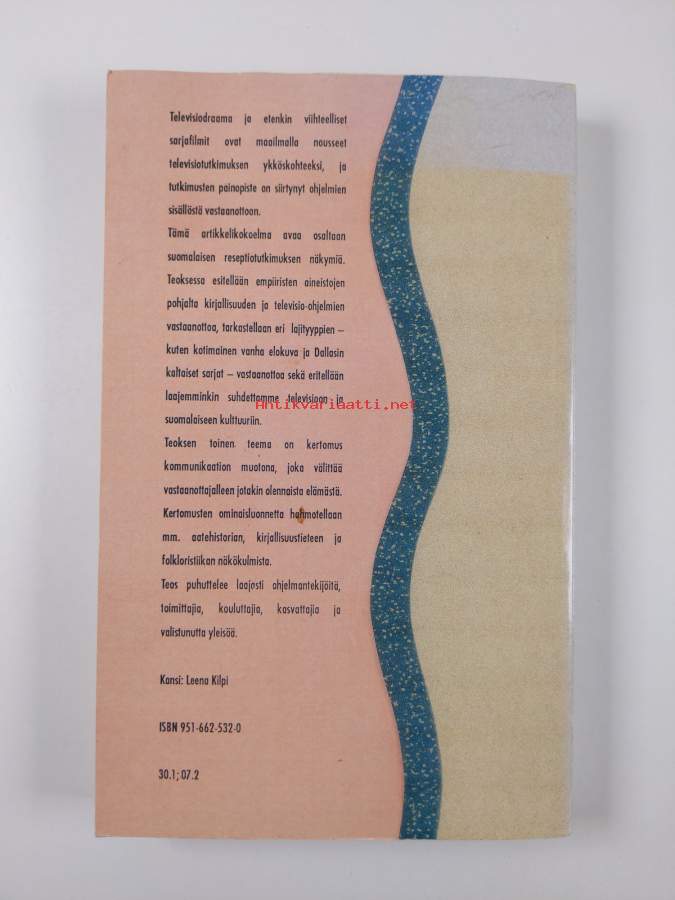 Televisiodraama ja etenkin viihteelliset
sarjafilmit ovat maailmalla nousseet
televisiotutkimuksen ykköskohteeksi, ja
tutkimusten painopiste on siirtynyt ohjelmien
sisällöstä vastaanottoon.
Tämä artikkelikokoelma avaa osaltaan
suomalaisen reseptiotutkimuksen näkymiä.
Teoksessa esitellään empiiristen aineistojen
pohjalta kirjallisuuden ja televisio-ohjelmien
vastaanottoa, tarkastellaan eri lajityyppien –
kuten kotimainen vanha elokuva ja Dallasin
kaltaiset sarjat – vastaanottoa sekä eritellään
laajemminkin suhdettamme televisioon ja
Antikvariaatti.net
suomalaiseen kulttuuriin.
Teoksen toinen teema on kertomus
kommunikaation muotona, joka välittää
vastaanottajalleen jotakin olennaista elämästä.
Kertomusten ominaisluonnetta hahmotellaan
mm. aatehistorian, kirjallisuustieteen ja
folkloristiikan näkökulmista.
Teos puhuttelee laajasti ohjelmantekijöitä,
toimittajia, kouluttajia, kasvattajia ja
valistunutta yleisöä.
Kansi: Leena Kilpi
ISBN 951-662-532-0
30.1; 07.2